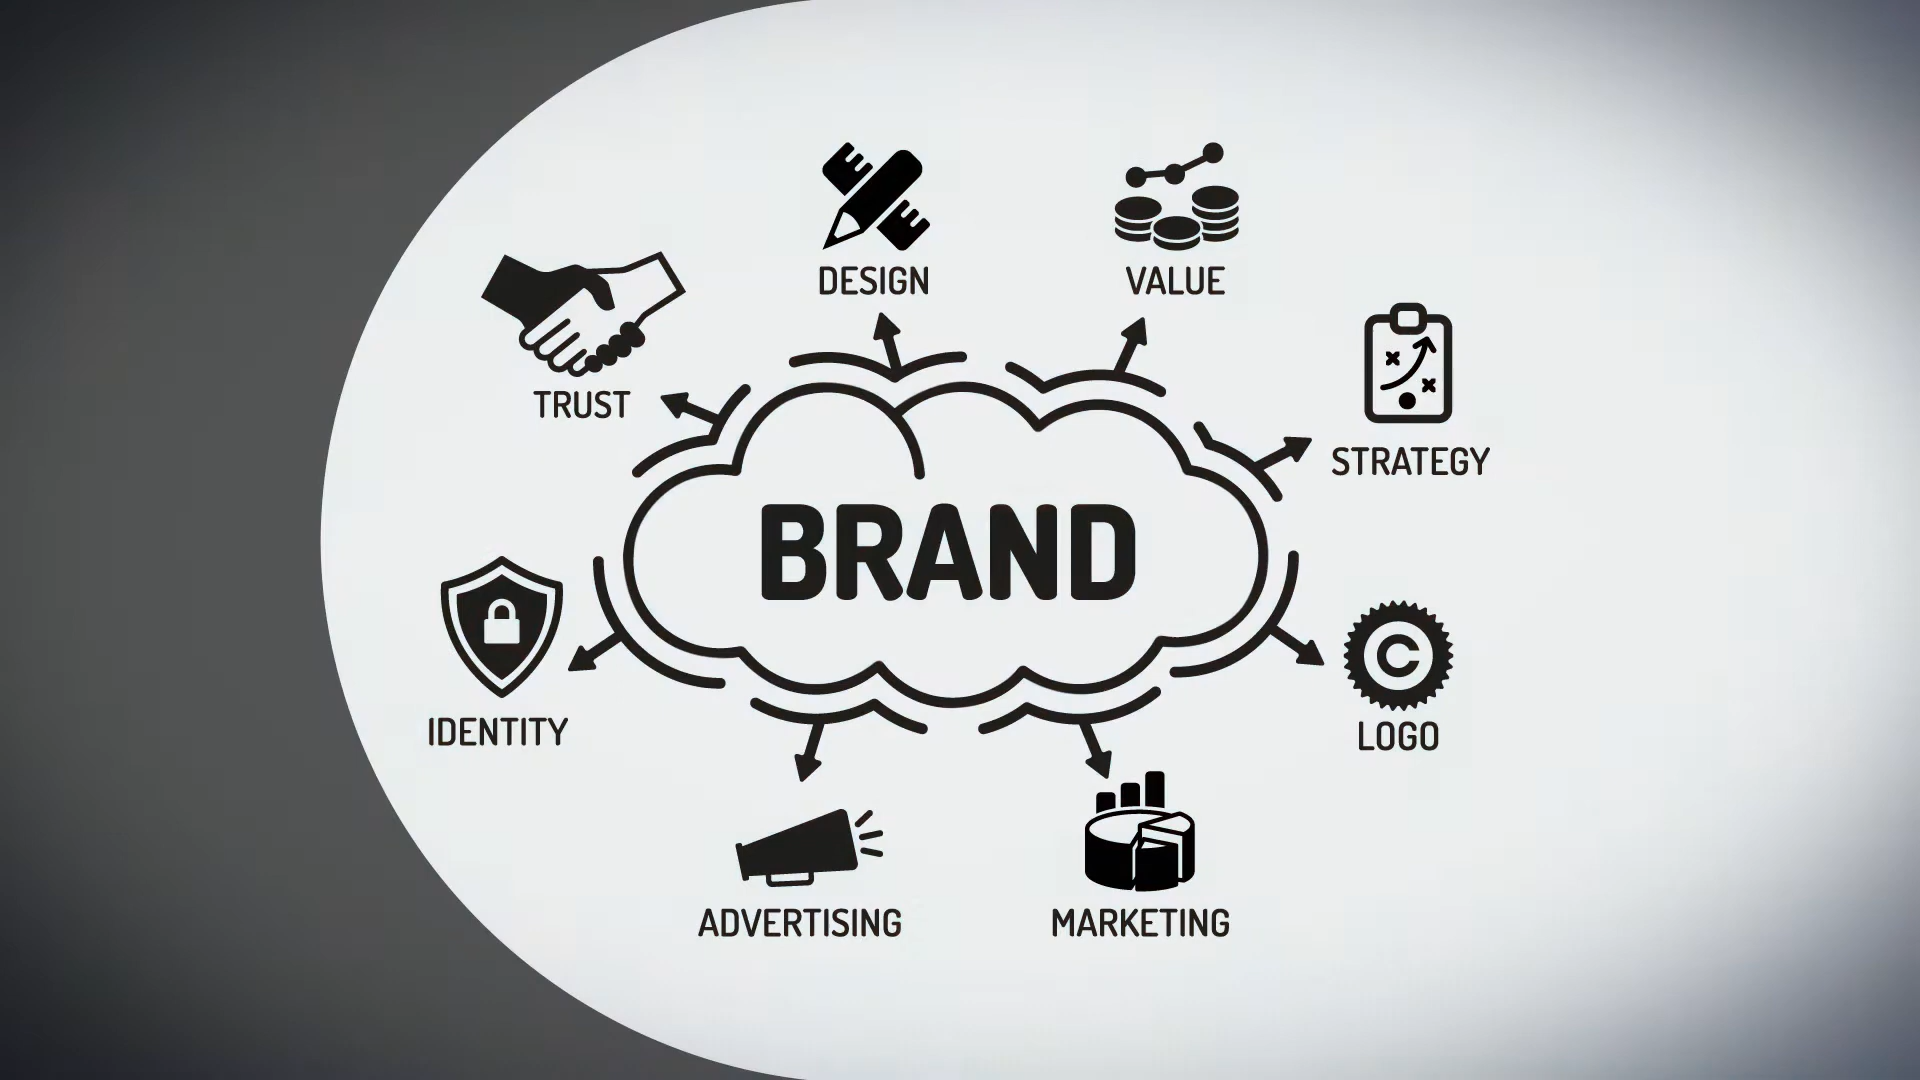 DESIGN
VALUE
TRUST
STRATEGY
BRAND
IDENTITY
LOGO
ADVERTISING
MARKETING